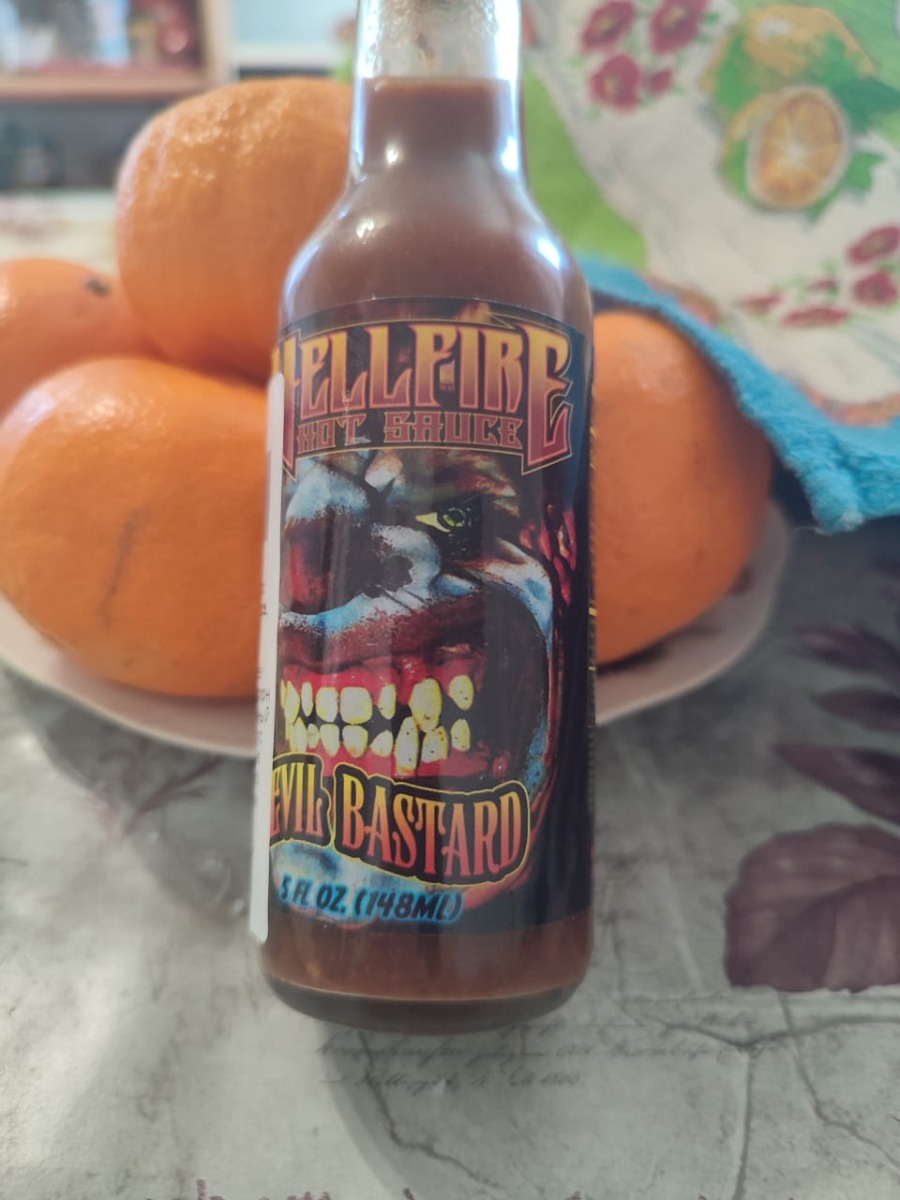 HELLFIRE
HOT SAUCE
EVIL BASTARD
5 FL OZ. (148ML)